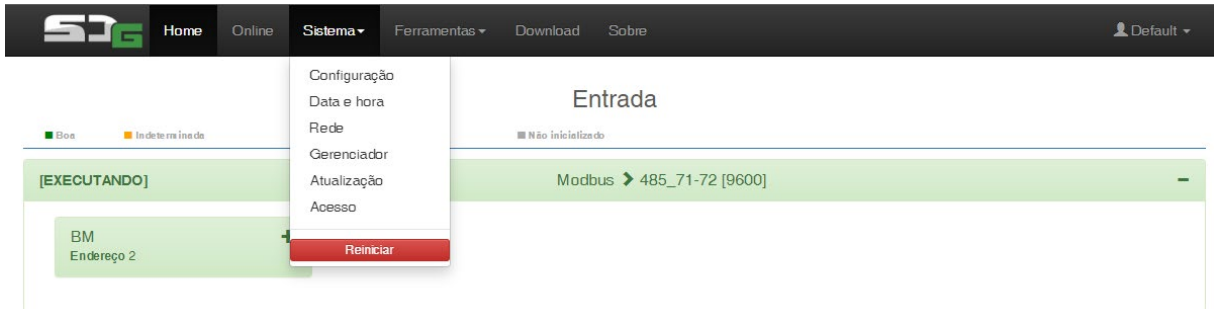 SDG Home Online Sistema Ferramentas Download Sobre Default
Configuração
Data e hora
Rede
Gerenciador
Atualização
Acesso
Reiniciar
Entrada
Boa Indeterminada Não inicializado
[EXECUTANDO] Modbus 485_71-72 [9600]
BM
Endereço 2